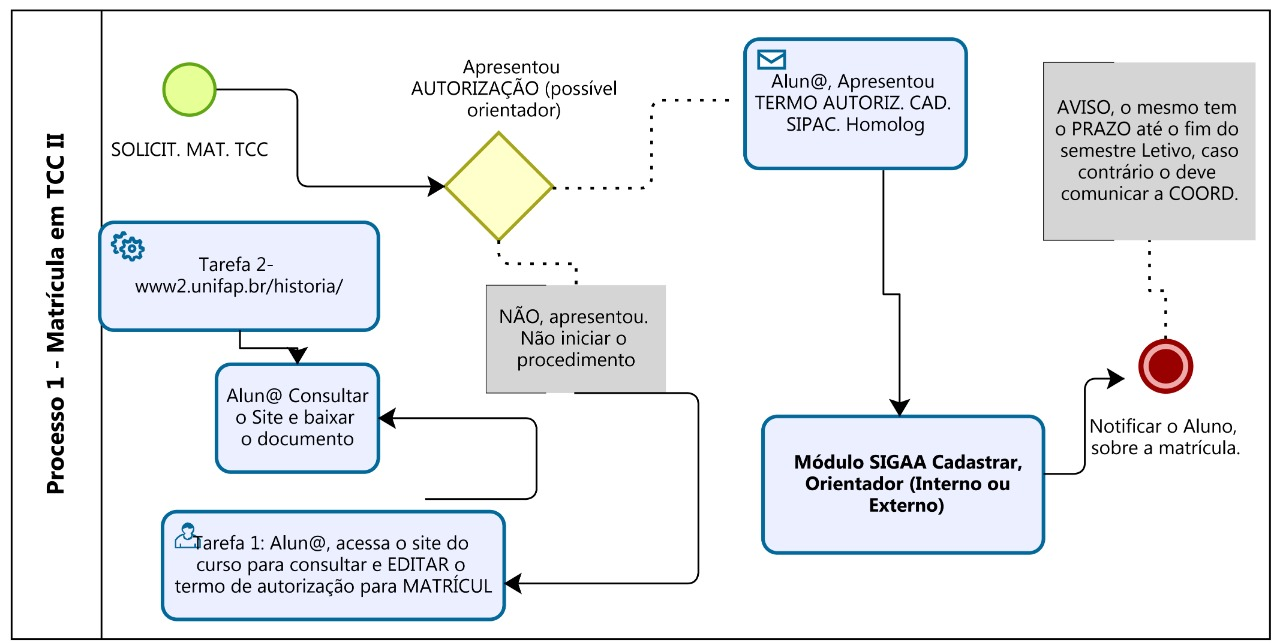 Processo 1 - Matrícula em TCC II
SOLICIT. MAT. TCC
Apresentou
AUTORIZAÇÃO (possível
orientador)
Alun@, Apresentou
TERMO AUTORIZ. CAD.
SIPAC. Homolog
AVISO, o mesmo tem
o PRAZO até o fim do
semestre Letivo, caso
contrário o deve
comunicar a COORD.
Tarefa 2-
www2.unifap.br/historia/
NÃO, apresentou.
Não iniciar o
procedimento
Alun@ Consultar
o Site e baixar
o documento
Notificar o Aluno,
sobre a matrícula.
Módulo SIGAA Cadastrar,
Orientador (Interno ou
Externo)
Tarefa 1: Alun@, acessa o site do
curso para consultar e EDITAR o
termo de autorização para MATRÍCUL